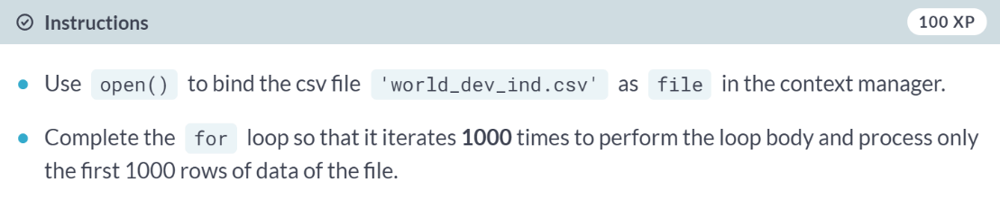 Instructions
100 XP
Use open() to bind the csv file 'world_dev_ind.csv' as file in the context manager.
Complete the for loop so that it iterates 1000 times to perform the loop body and process only
the first 1000 rows of data of the file.